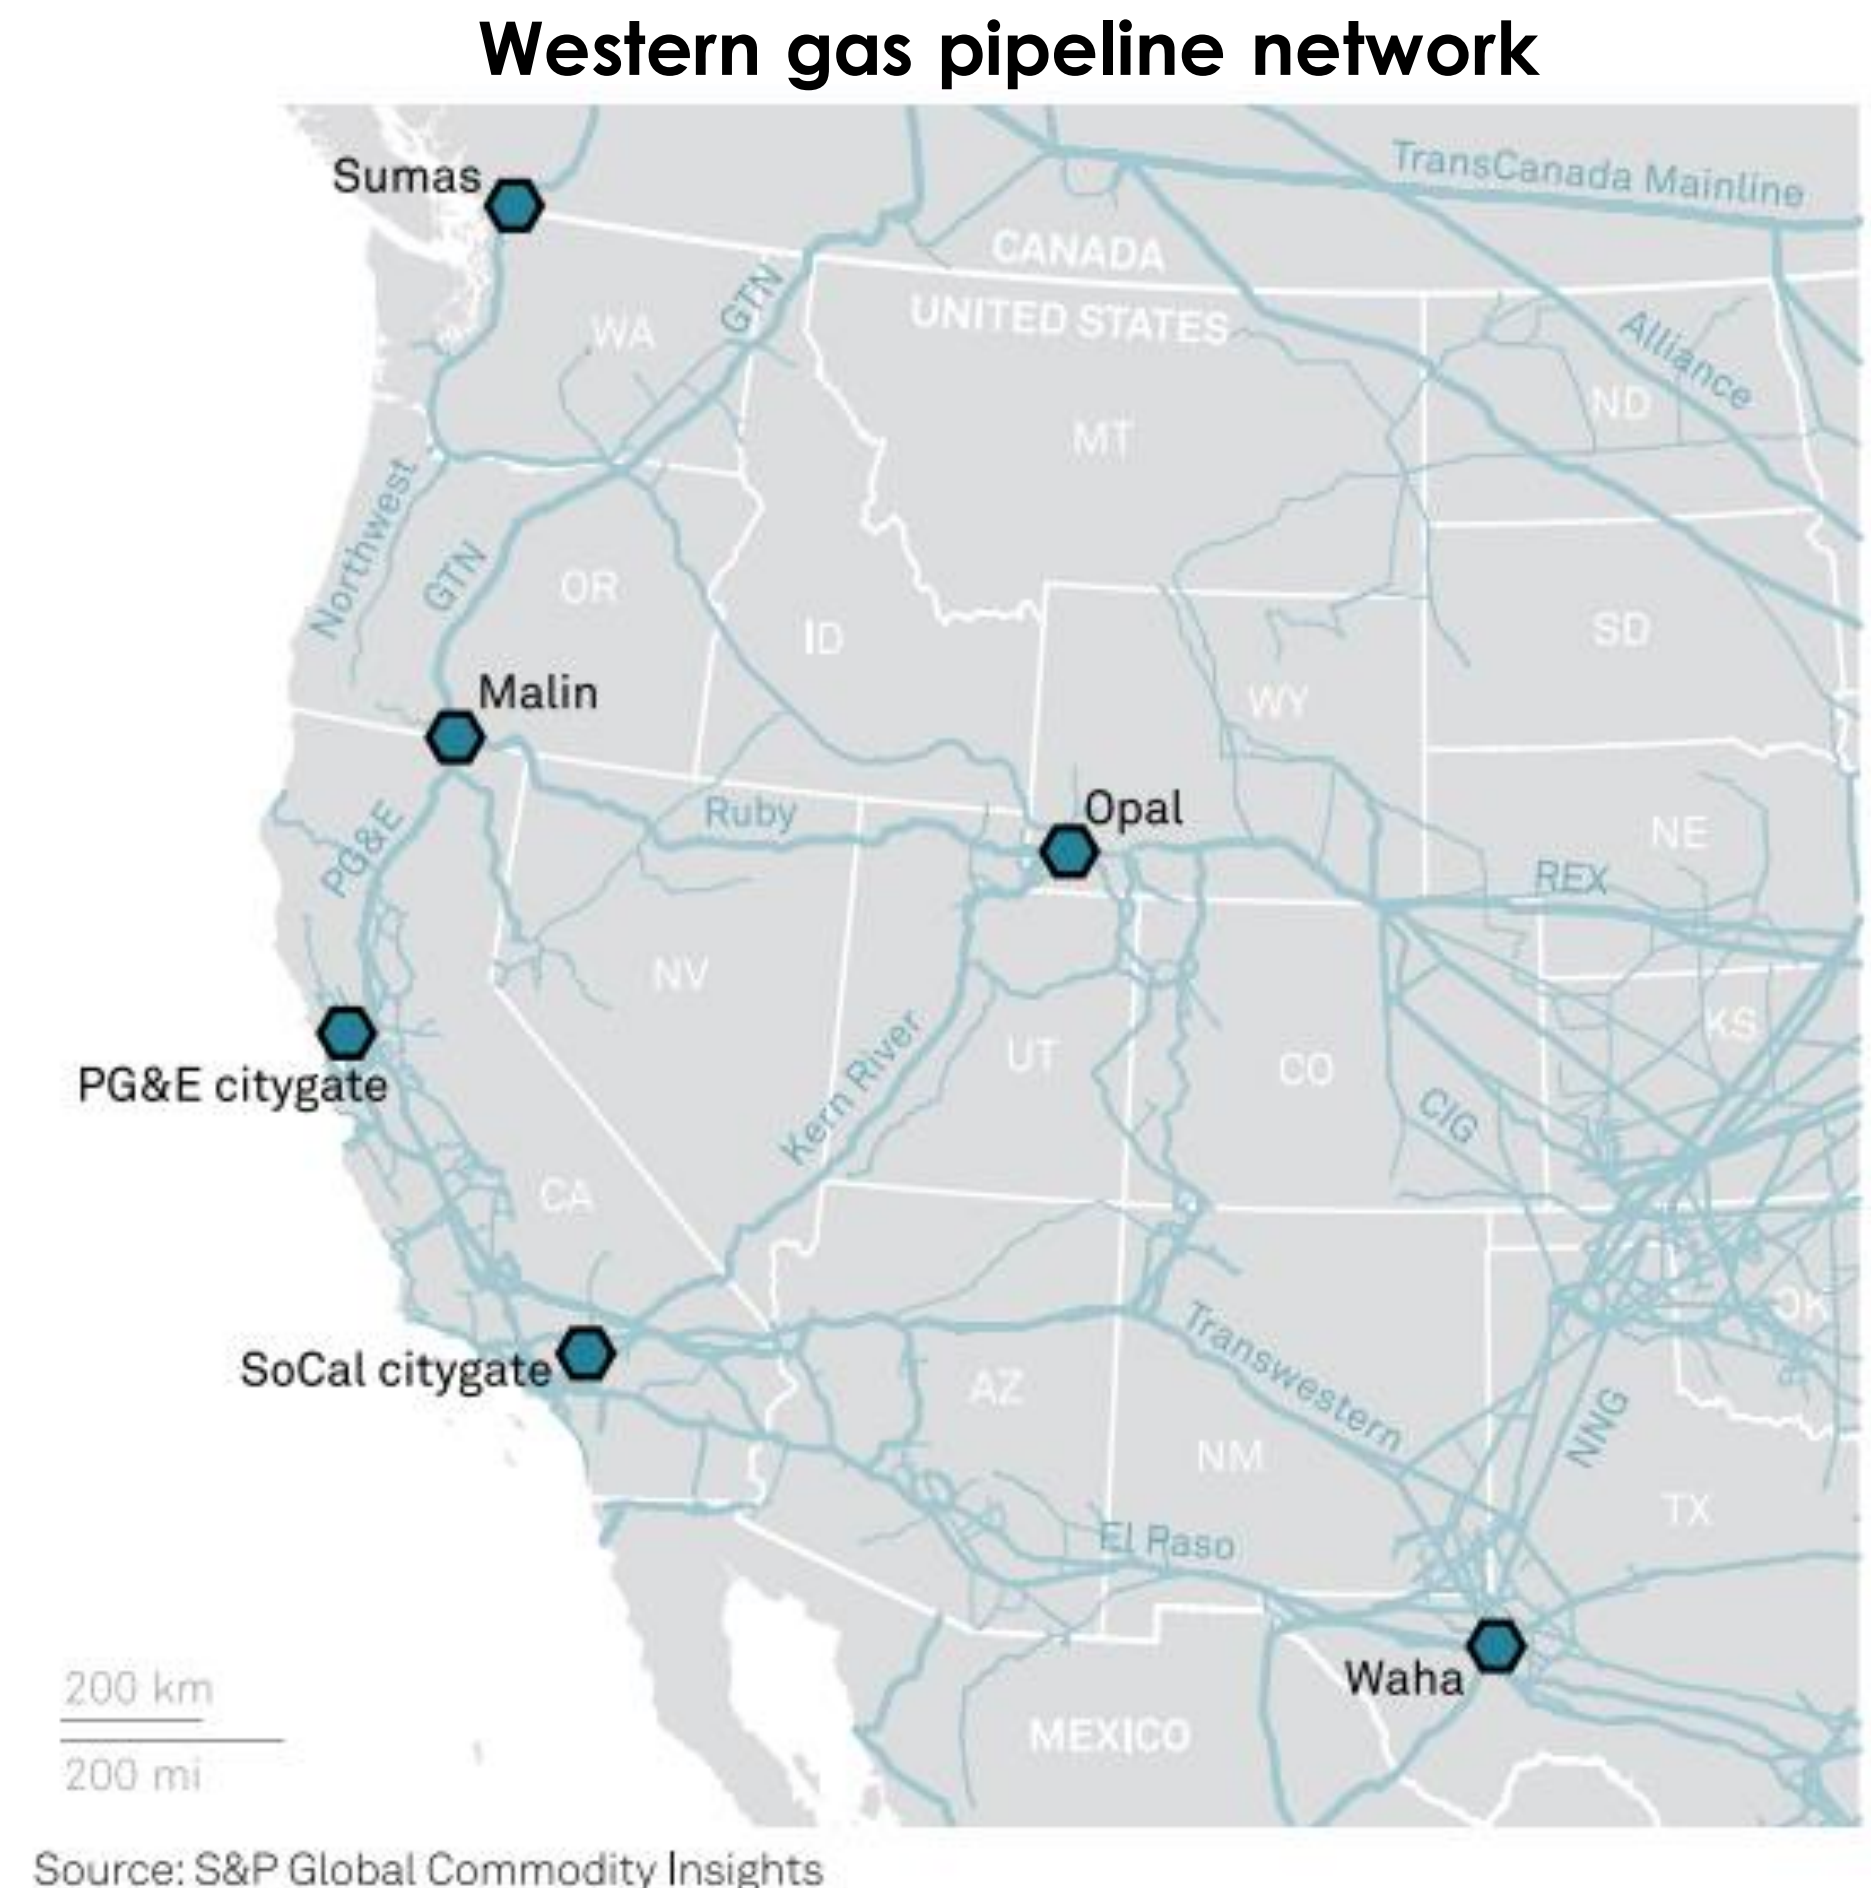 Western gas pipeline network
Sumas
TransCanada Mainline
CANADA
UNITED STATES
GTN
WA
Alliance
ND
MT
Northwest
GTN
OR
ID
SD
WY
Malin
Opal
Ruby
PG&E
NE
REX
NV
KS
PG&E citygate
Kern River
UT
CO
CIG
CA
OK
Transwestern
SoCal citygate
AZ
NNG
NM
TX
El Paso
Waha
200 km
200 mi
MEXICO
Source: S&P Global Commodity Insights